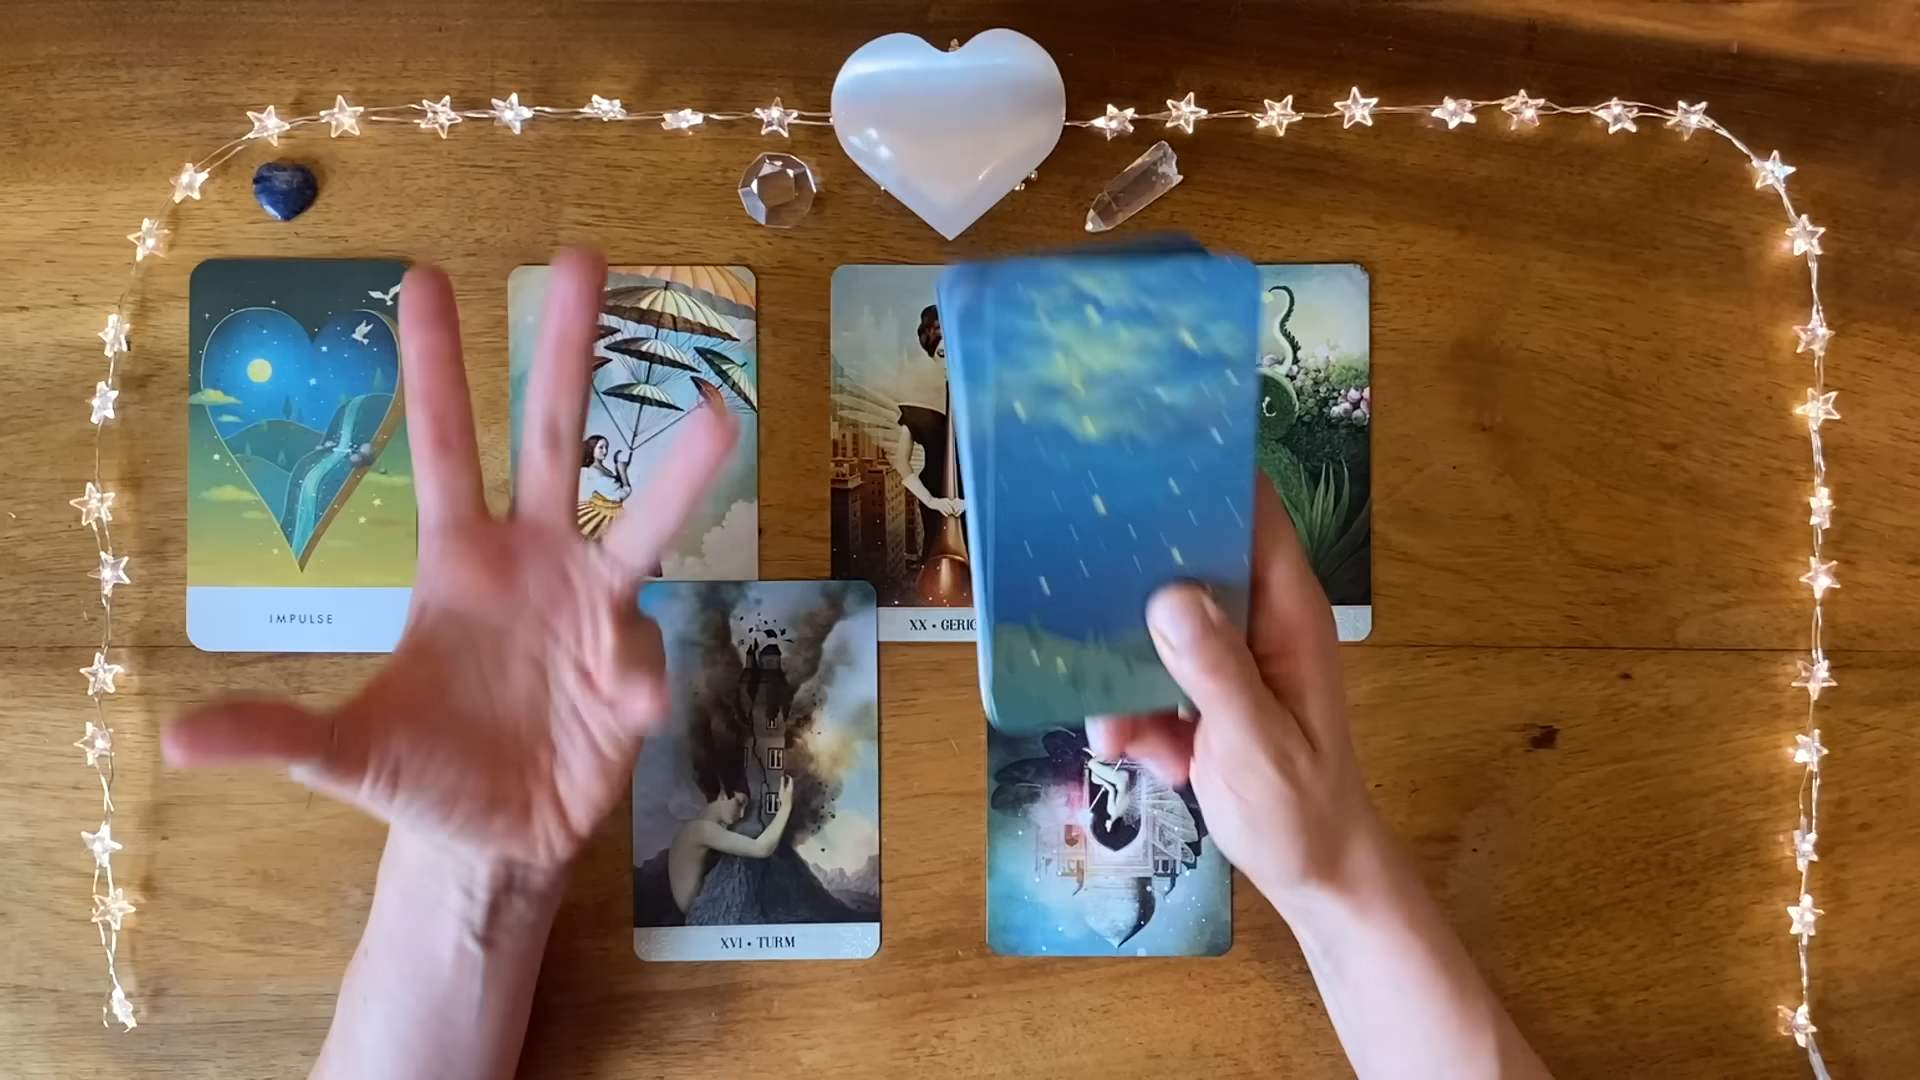 IMPULSE
XX • GERIC
XVI • TURM